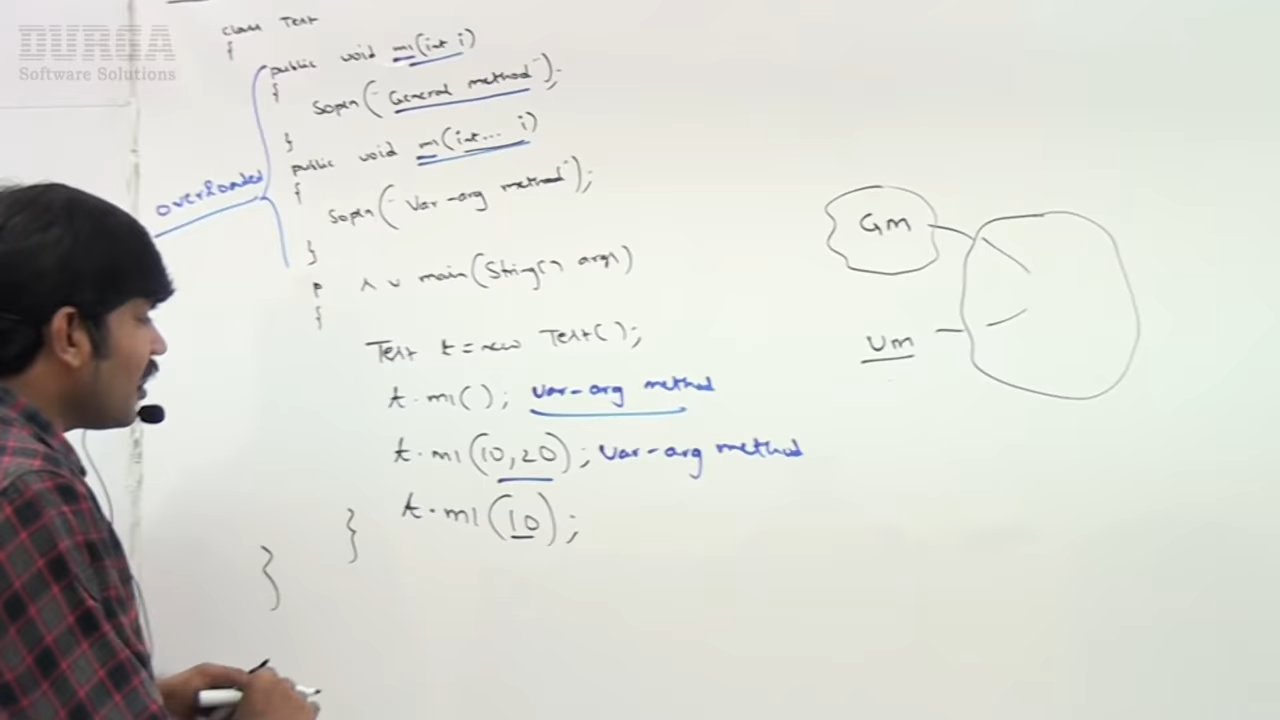 DURGA
Software Solutions
class Test
{
public void m1(int i)
{
Sopln("General method");
}
overloaded
public void m1(int... i)
{
Sopln("Var-arg method");
}
p s v main(String[] args)
{
Test t = new Test();
t.m1(); var-arg method
t.m1(10,20); var-arg method
t.m1(10);
}
}
GM
VM